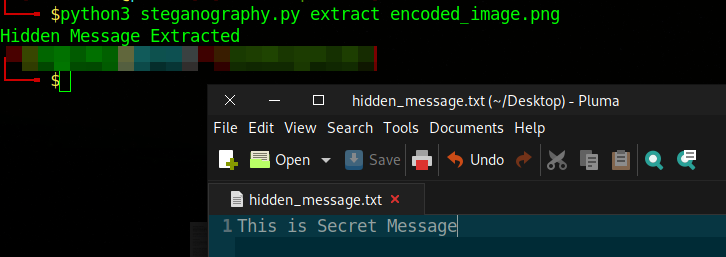 $python3 steganography.py extract encoded_image.png
Hidden Message Extracted
$
hidden_message.txt (~/Desktop) - Pluma
File Edit View Search Tools Documents Help
Open Save Undo
hidden_message.txt
1 This is Secret Message